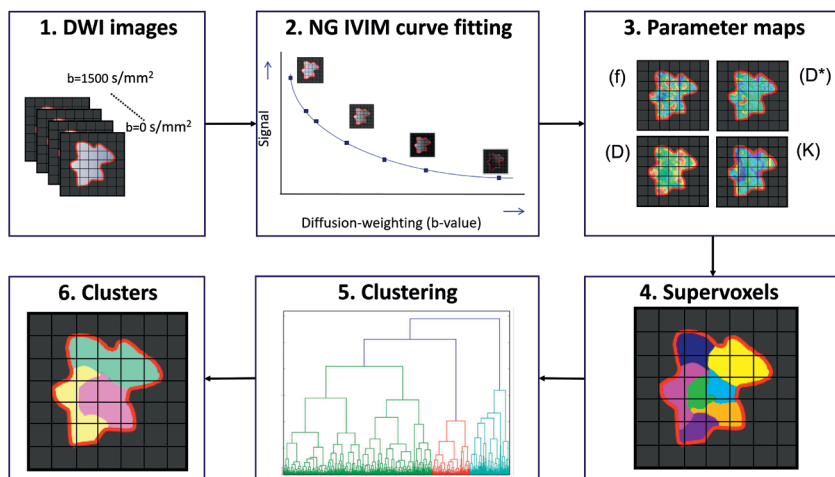 1. DWI images
b=1500 s/mm²
b=0 s/mm²
2. NG IVIM curve fitting
Signal
Diffusion-weighting (b-value)
3. Parameter maps
(f)
(D*)
(D)
(K)
6. Clusters
5. Clustering
4. Supervoxels